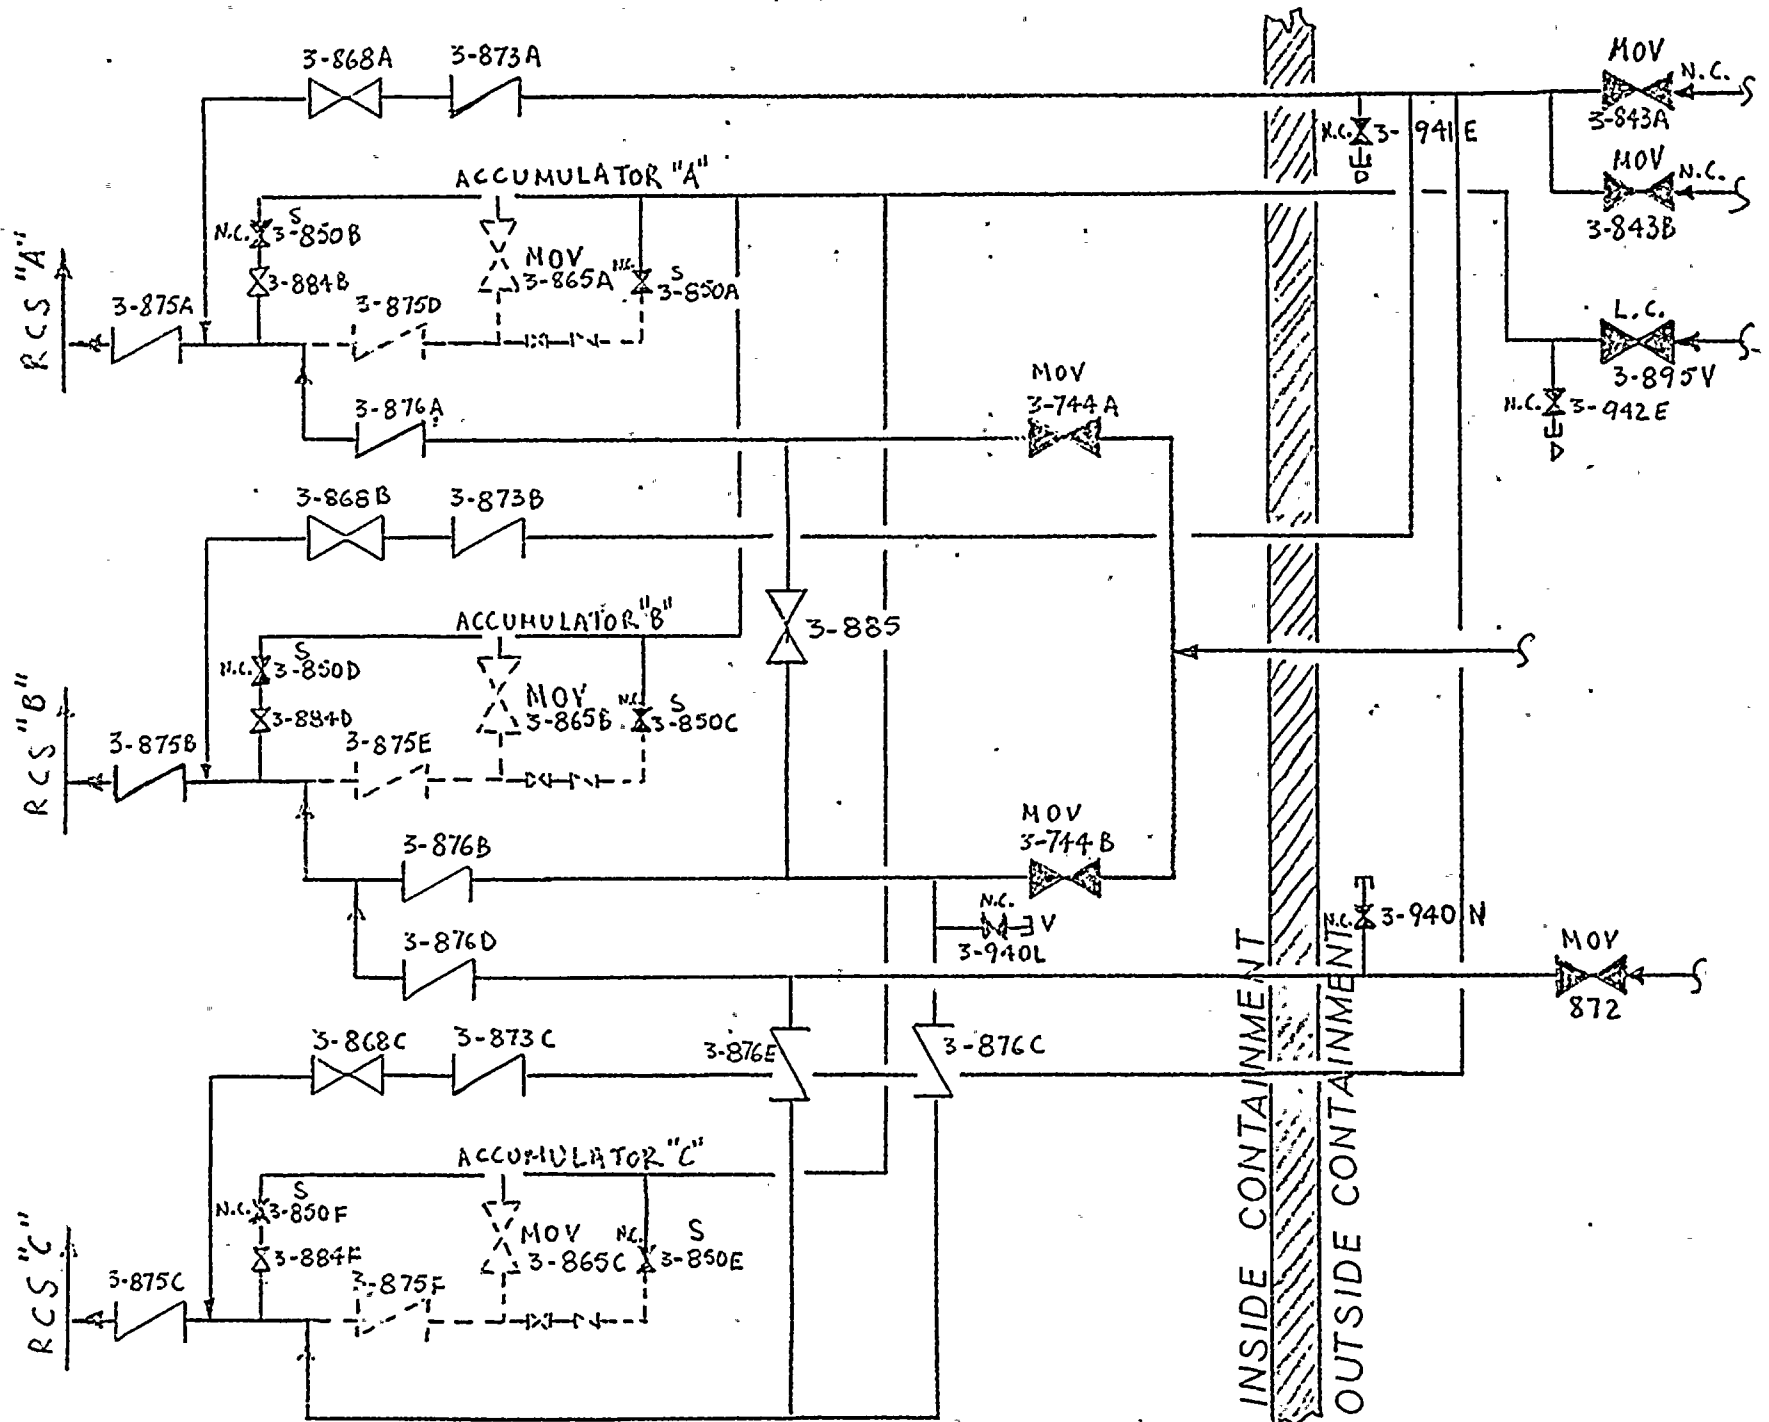 3-868A
3-873A
MOV
N.C.
3-843A
N.C. 3-941E
MOV
N.C.
3-843B
ACCUMULATOR "A"
N.C. S
3-850B
MOV
3-865A
N.C. S
3-850A
3-884B
RCS "A"
3-875A
3-875D
L.C.
3-895V
N.C. 3-942E
3-876A
MOV
3-744A
3-868B
3-873B
ACCUMULATOR "B"
3-885
N.C. S
3-850D
MOV
3-865B
N.C. S
3-850C
3-884D
RCS "B"
3-875B
3-875E
MOV
3-744B
3-876B
N.C.
V
3-940L
N.C. 3-940N
3-876D
MOV
872
3-868C
3-873C
3-876E
3-876C
ACCUMULATOR "C"
N.C. S
3-850F
MOV
3-865C
N.C. S
3-850E
3-884F
RCS "C"
3-875C
3-875F
INSIDE CONTAINMENT
OUTSIDE CONTAINMENT